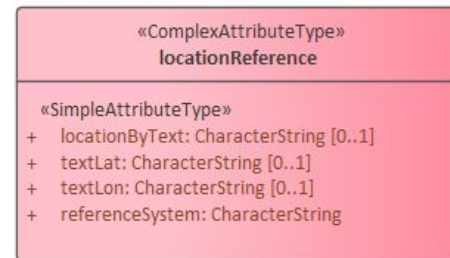 «ComplexAttributeType»
locationReference
«SimpleAttributeType»
+ locationByText: CharacterString [0..1]
+ textLat: CharacterString [0..1]
+ textLon: CharacterString [0..1]
+ referenceSystem: CharacterString